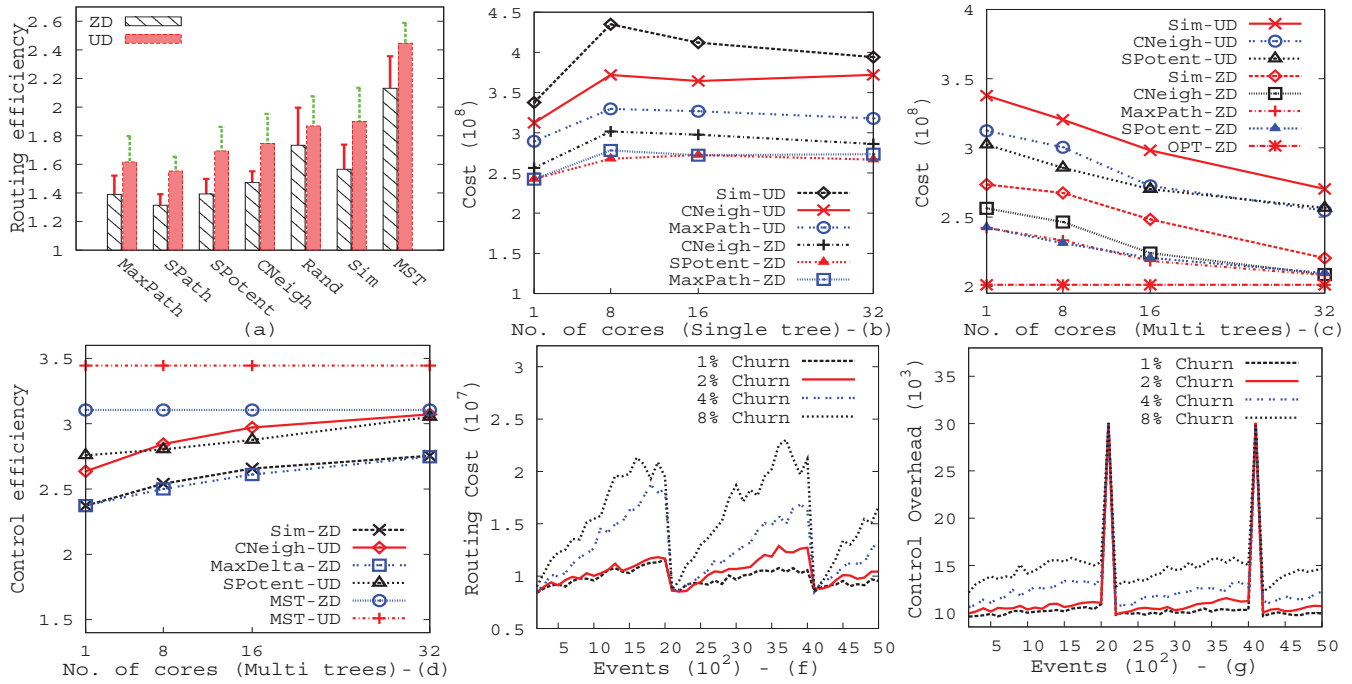 Routing efficiency
2.6
2.4
2.2
2
1.8
1.6
1.4
1.2
1
ZD
UD
MaxPath
SPath
SPotent
CNeigh
Rand
Sim
MST
(a)
Cost (10^8)
4.5
4
3.5
3
2.5
2
1.5
1
Sim-UD
CNeigh-UD
MaxPath-UD
CNeigh-ZD
SPotent-ZD
MaxPath-ZD
1 8 16 32
No. of cores (Single tree)-(b)
Cost (10^8)
4
3.5
3
2.5
2
Sim-UD
CNeigh-UD
SPotent-UD
Sim-ZD
CNeigh-ZD
MaxPath-ZD
SPotent-ZD
OPT-ZD
1 8 16 32
No. of cores (Multi trees)-(c)
Control efficiency
3.5
3
2.5
2
1.5
Sim-ZD
CNeigh-UD
MaxDelta-ZD
SPotent-UD
MST-ZD
MST-UD
1 8 16 32
No. of cores (Multi trees)-(d)
Routing Cost (10^7)
3
2.5
2
1.5
1
0.5
1% Churn
2% Churn
4% Churn
8% Churn
5 10 15 20 25 30 35 40 45 50
Events (10^2) - (f)
Control Overhead (10^3)
35
30
25
20
15
10
1% Churn
2% Churn
4% Churn
8% Churn
5 10 15 20 25 30 35 40 45 50
Events (10^2) - (g)